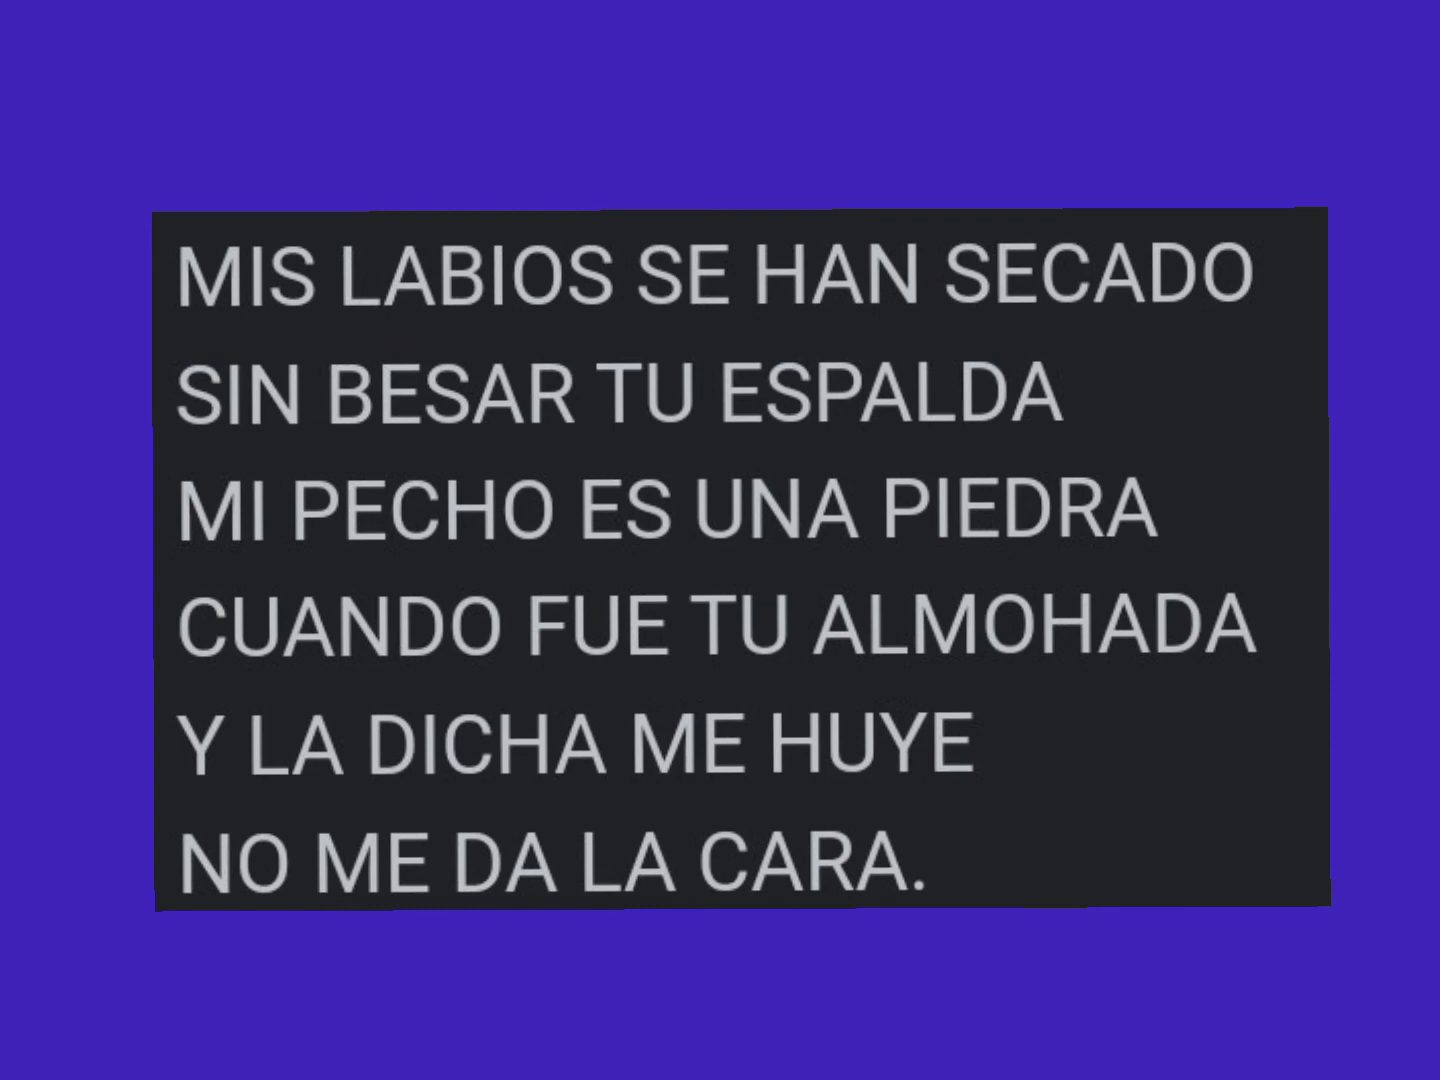 MIS LABIOS SE HAN SECADO
SIN BESAR TU ESPALDA
MI PECHO ES UNA PIEDRA
CUANDO FUE TU ALMOHADA
Y LA DICHA ME HUYE
NO ME DA LA CARA.